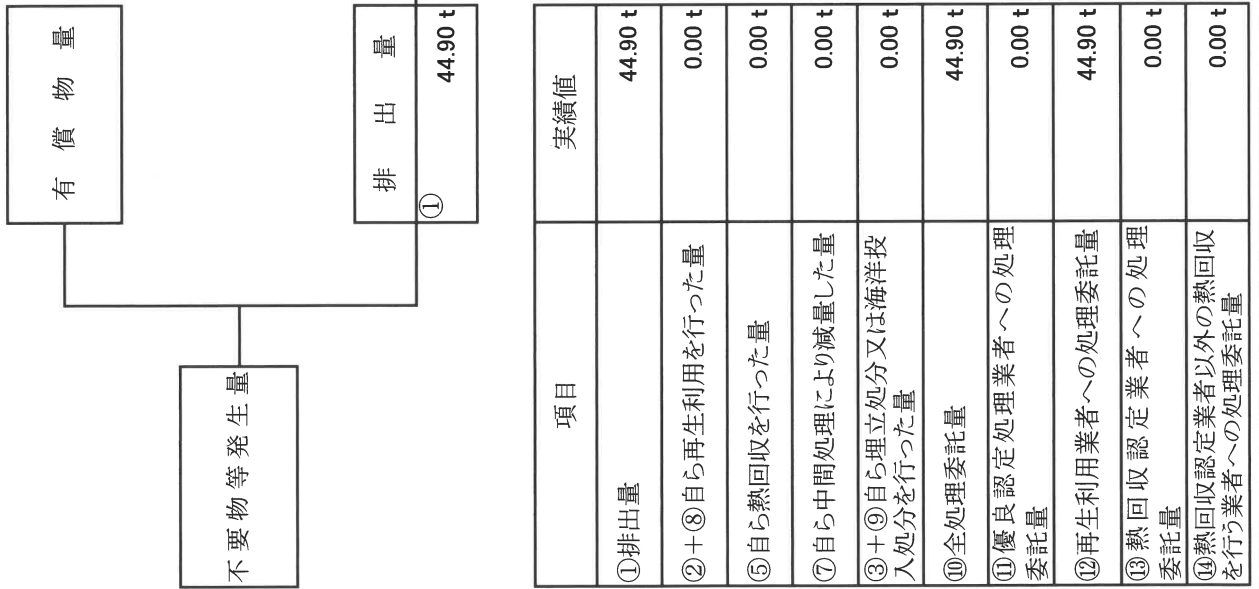 有償物量
不要物等発生量
排出量
①
44.90 t
項目
実績値
①排出量
44.90 t
②+⑧自ら再生利用を行った量
0.00 t
⑤自ら熱回収を行った量
0.00 t
⑦自ら中間処理により減量した量
0.00 t
③+⑨自ら埋立処分又は海洋投
入処分を行った量
0.00 t
⑩全処理委託量
44.90 t
⑪優良認定処理業者への処理
委託量
0.00 t
⑫再生利用業者への処理委託量
44.90 t
⑬熱回収認定業者への処理
委託量
0.00 t
⑭熱回収認定業者以外の熱回収
を行う業者への処理委託量
0.00 t